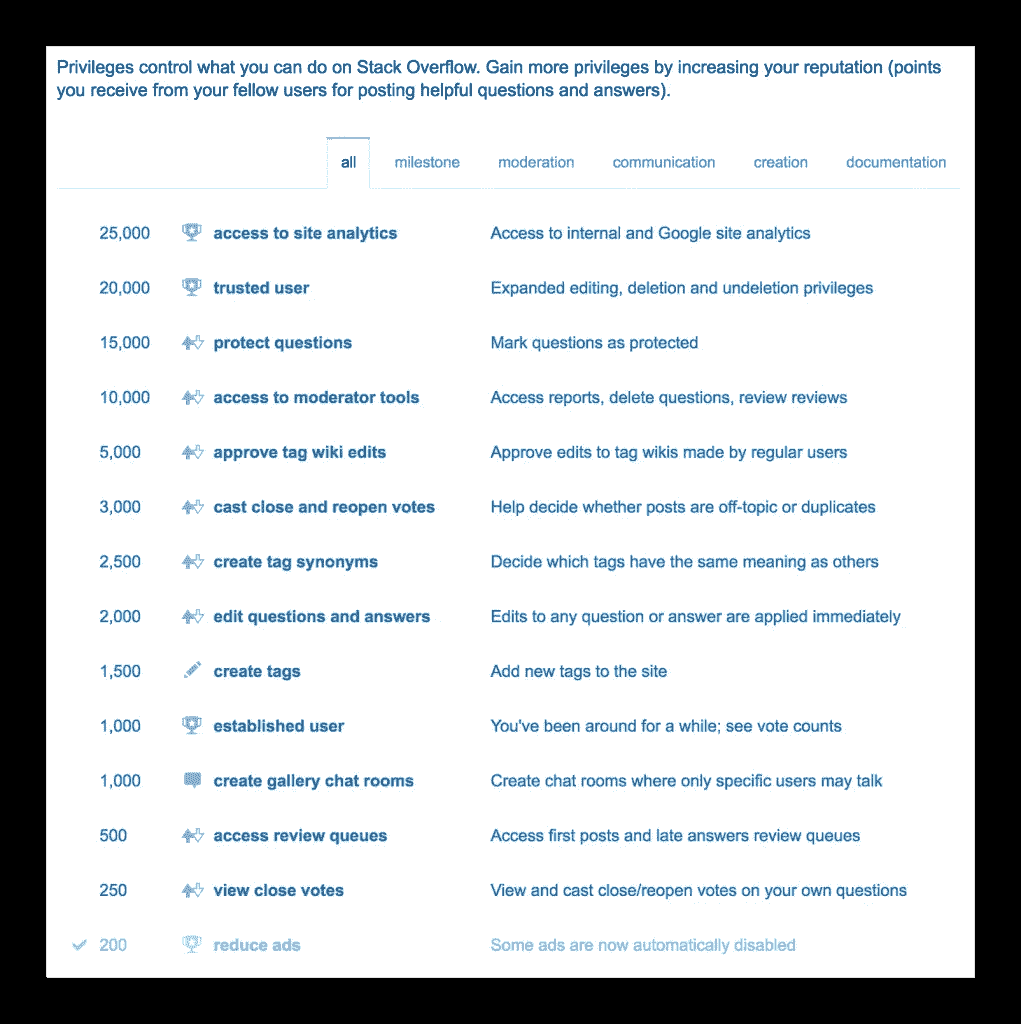 Privileges control what you can do on Stack Overflow. Gain more privileges by increasing your reputation (points
you receive from your fellow users for posting helpful questions and answers).
all milestone moderation communication creation documentation
25,000 access to site analytics Access to internal and Google site analytics
20,000 trusted user Expanded editing, deletion and undeletion privileges
15,000 protect questions Mark questions as protected
10,000 access to moderator tools Access reports, delete questions, review reviews
5,000 approve tag wiki edits Approve edits to tag wikis made by regular users
3,000 cast close and reopen votes Help decide whether posts are off-topic or duplicates
2,500 create tag synonyms Decide which tags have the same meaning as others
2,000 edit questions and answers Edits to any question or answer are applied immediately
1,500 create tags Add new tags to the site
1,000 established user You've been around for a while; see vote counts
1,000 create gallery chat rooms Create chat rooms where only specific users may talk
500 access review queues Access first posts and late answers review queues
250 view close votes View and cast close/reopen votes on your own questions
200 reduce ads Some ads are now automatically disabled